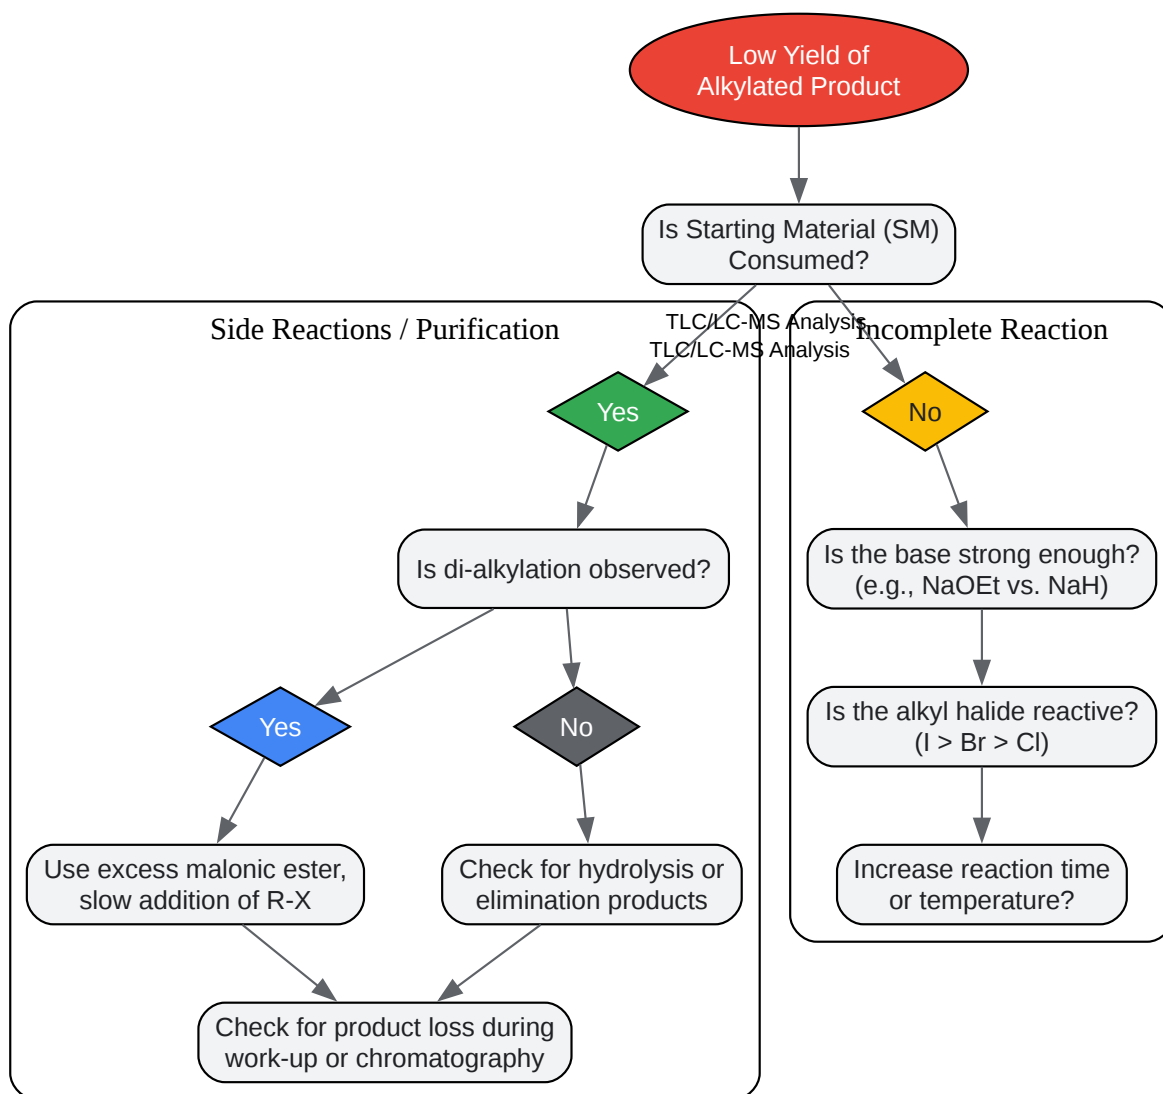 Low Yield of
Alkylated Product
Is Starting Material (SM)
Consumed?
Side Reactions / Purification
TLC/LC-MS Analysis
TLC/LC-MS Analysis
Incomplete Reaction
Yes
No
Is di-alkylation observed?
Is the base strong enough?
(e.g., NaOEt vs. NaH)
Yes
No
Is the alkyl halide reactive?
(I > Br > Cl)
Use excess malonic ester,
slow addition of R-X
Check for hydrolysis or
elimination products
Increase reaction time
or temperature?
Check for product loss during
work-up or chromatography